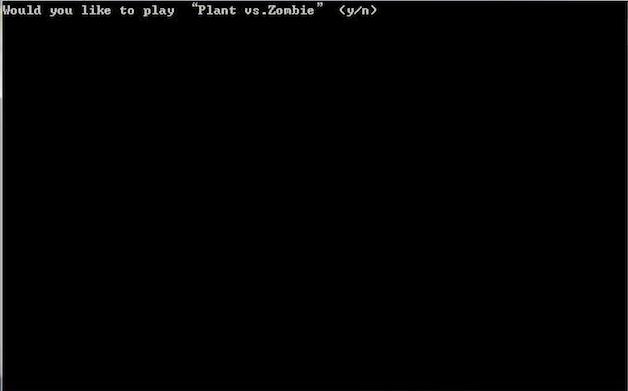 Would you like to play “Plant vs.Zombie” (y/n)